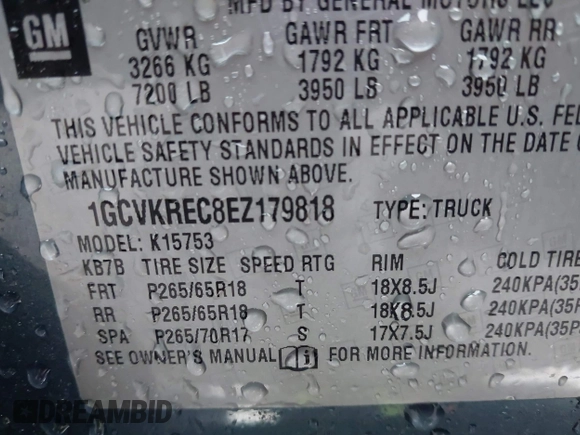 MFD BY GENERAL MOTORS LLC
GM
GVWR GAWR FRT GAWR RR
3266 KG 1792 KG 1792 KG
7200 LB 3950 LB 3950 LB
THIS VEHICLE CONFORMS TO ALL APPLICABLE U.S. FE
VEHICLE SAFETY STANDARDS IN EFFECT ON THE DATE O
MANUFACTURE SHOWN ABOVE.
1GCVKREC8EZ179818 TYPE: TRUCK
MODEL: K15753
KB7B TIRE SIZE SPEED RTG RIM COLD TIRE
FRT P265/65R18 T 18X8.5J 240KPA(35P
RR P265/65R18 T 18X8.5J 240KPA(35P
SPA P265/70R17 S 17X7.5J 240KPA(35P
SEE OWNER'S MANUAL FOR MORE INFORMATION.
DREAMBID